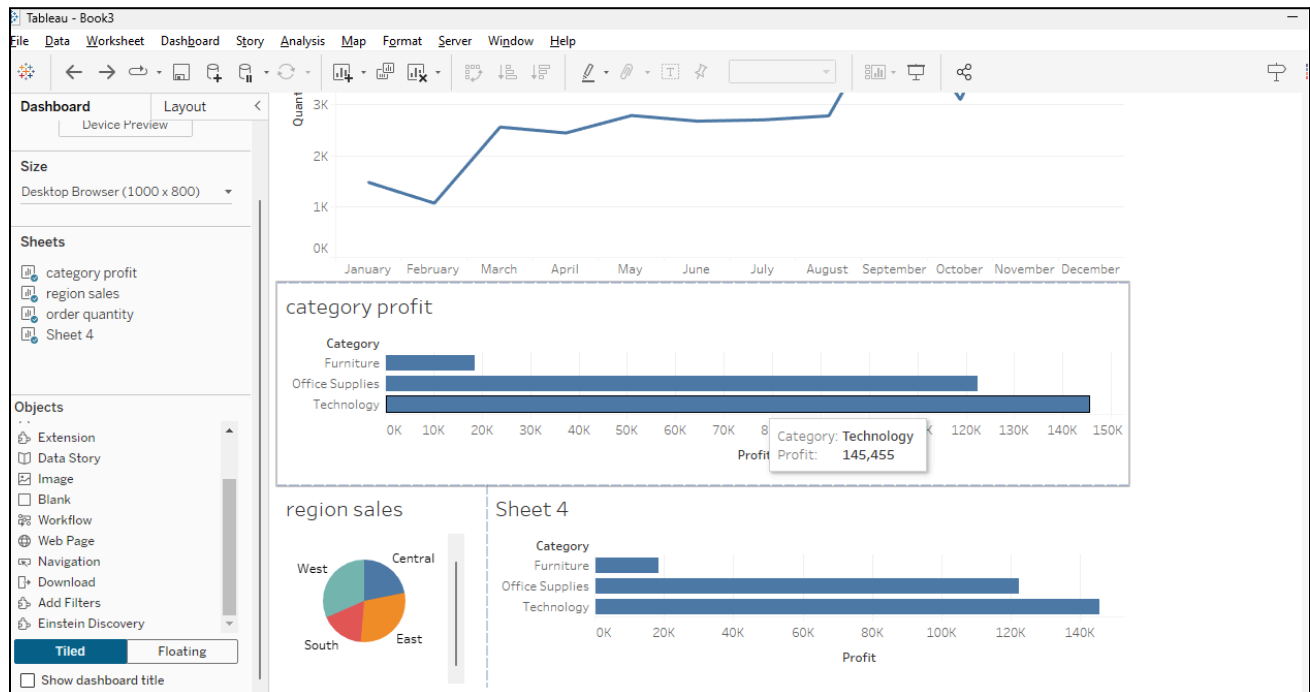 Tableau - Book3
File Data Worksheet Dashboard Story Analysis Map Format Server Window Help
Dashboard Layout
Device Preview
Size
Desktop Browser (1000 x 800)
Sheets
category profit
region sales
order quantity
Sheet 4
Objects
Extension
Data Story
Image
Blank
Workflow
Web Page
Navigation
Download
Add Filters
Einstein Discovery
Tiled Floating
Show dashboard title
Quant
3K
2K
1K
0K
January February March April May June July August September October November December
category profit
Category
Furniture
Office Supplies
Technology
0K 10K 20K 30K 40K 50K 60K 70K 8 K 120K 130K 140K 150K
Profit
Category: Technology
Profit: 145,455
region sales
West
Central
South
East
Sheet 4
Category
Furniture
Office Supplies
Technology
0K 20K 40K 60K 80K 100K 120K 140K
Profit